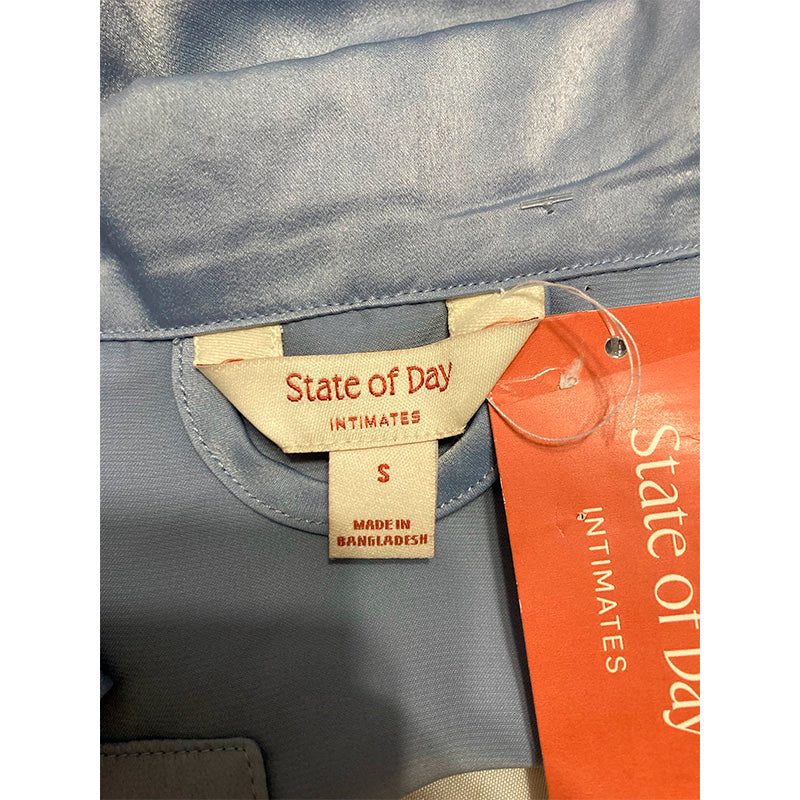 State of Day
INTIMATES
S
MADE IN
BANGLADESH
State of Day
INTIMATES